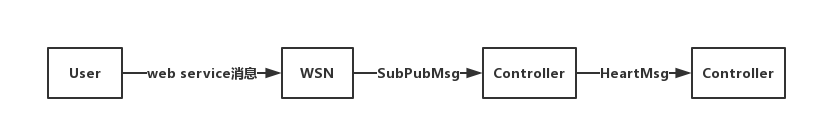 User
web service消息
WSN
SubPubMsg
Controller
HeartMsg
Controller